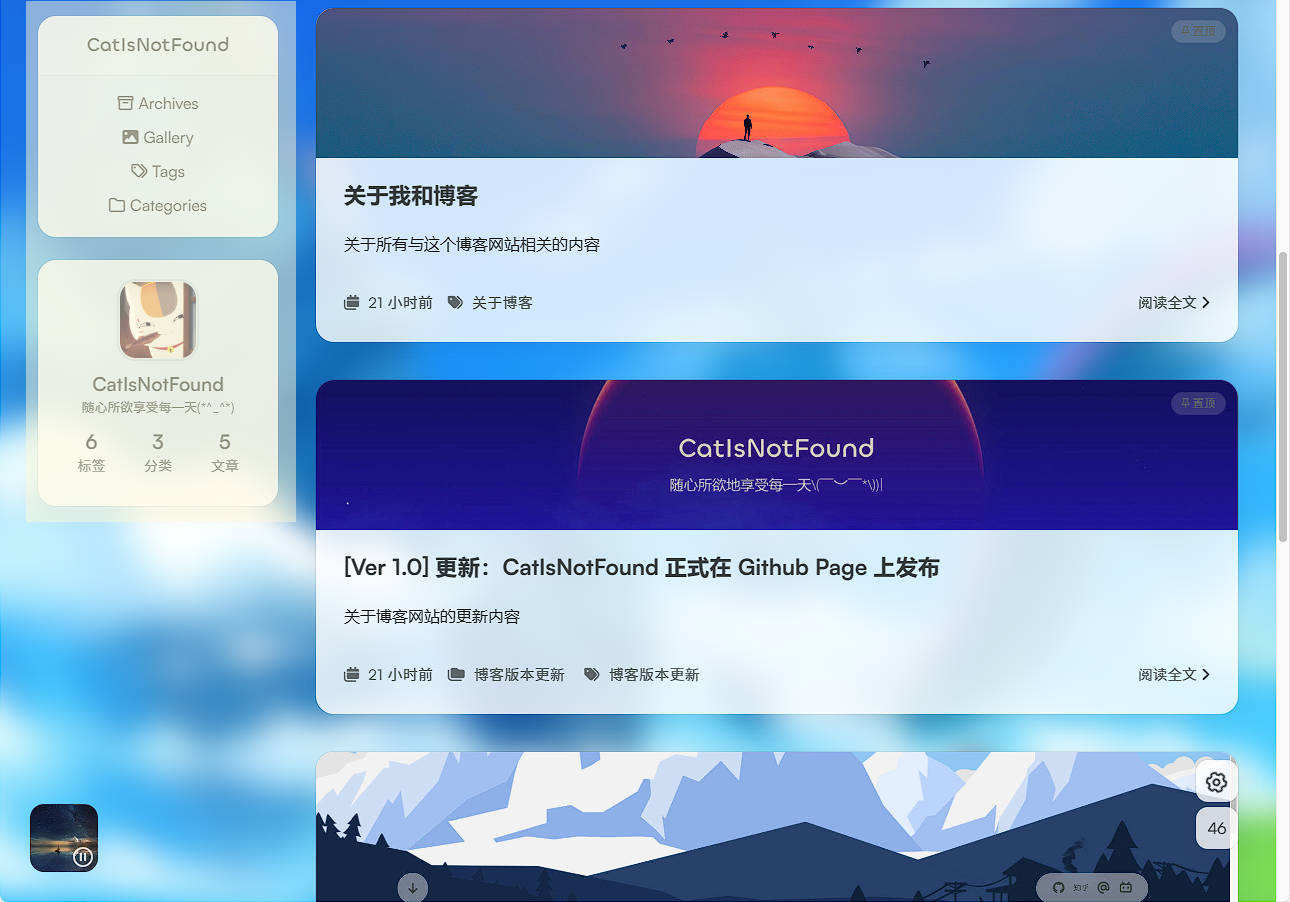 CatIsNotFound
Archives
Gallery
Tags
Categories
CatIsNotFound
随心所欲享受每一天(*^_^*)
6 3 5
标签 分类 文章
置顶
关于我和博客
关于所有与这个博客网站相关的内容
21 小时前 关于博客 阅读全文
置顶
CatIsNotFound
随心所欲地享受每一天\(￣︶￣*\))|
[Ver 1.0] 更新：CatIsNotFound 正式在 Github Page 上发布
关于博客网站的更新内容
21 小时前 博客版本更新 博客版本更新 阅读全文
46
知乎